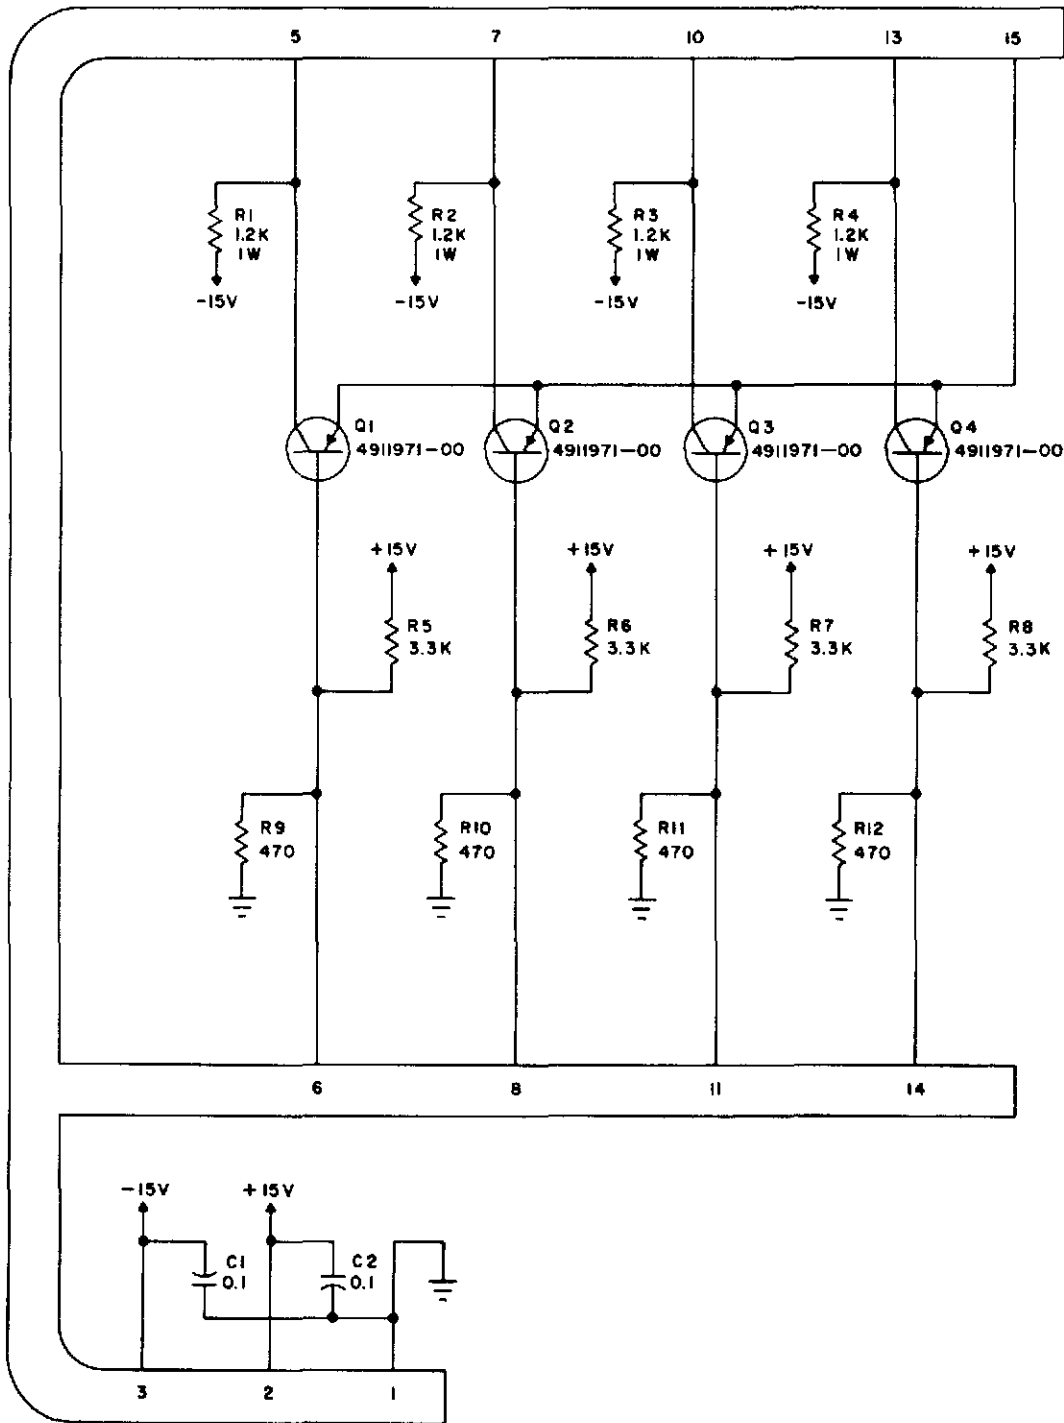 5 7 10 13 15
R1 R2 R3 R4
1.2K 1.2K 1.2K 1.2K
1W 1W 1W 1W
-15V -15V -15V -15V
Q1 Q2 Q3 Q4
4911971-00 4911971-00 4911971-00 4911971-00
+15V +15V +15V +15V
R5 R6 R7 R8
3.3K 3.3K 3.3K 3.3K
R9 R10 R11 R12
470 470 470 470
6 8 11 14
-15V +15V
C1 C2
0.1 0.1
3 2 1